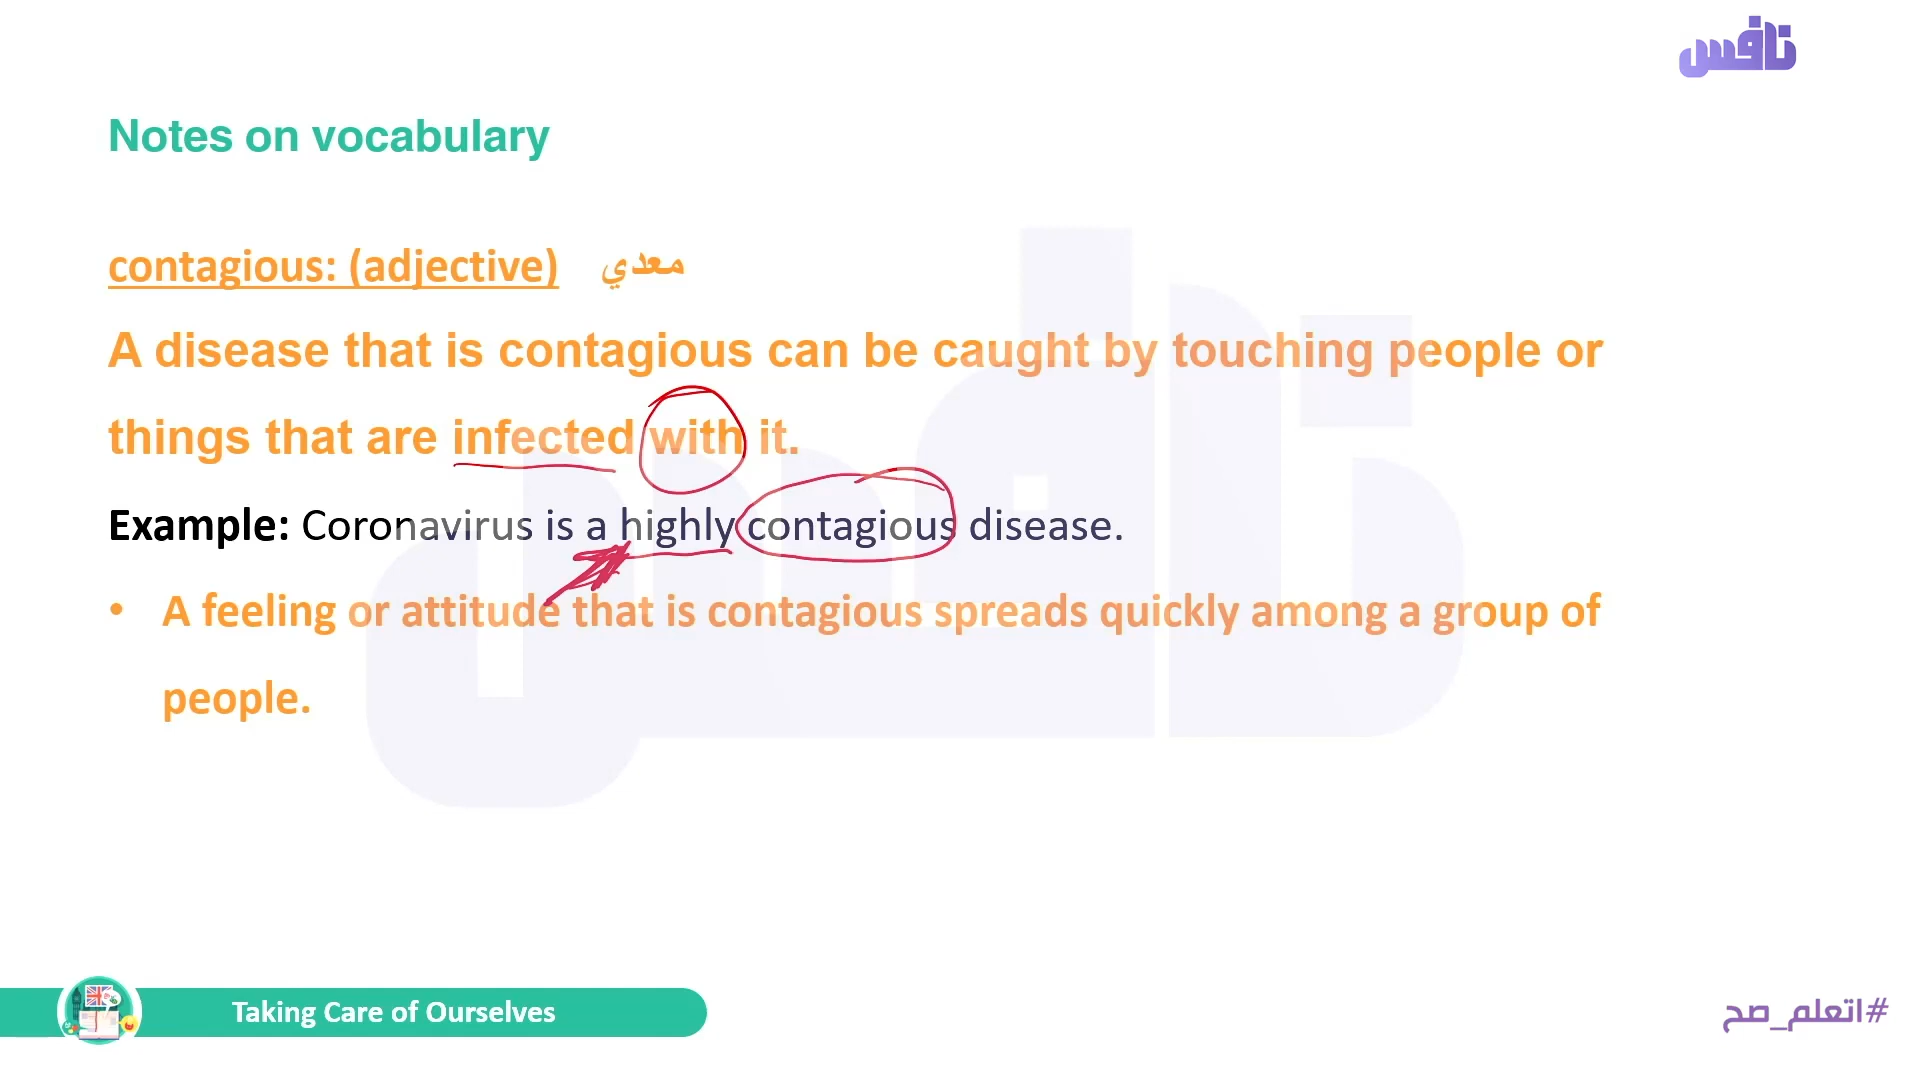 نافس
Notes on vocabulary
contagious: (adjective) معدي
A disease that is contagious can be caught by touching people or
things that are infected with it.
Example: Coronavirus is a highly contagious disease.
• A feeling or attitude that is contagious spreads quickly among a group of
people.
Taking Care of Ourselves
#اتعلم_صح